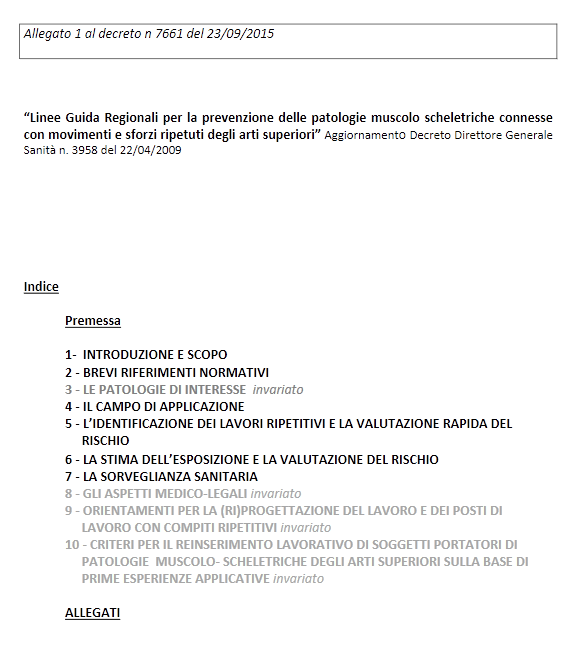 Allegato 1 al decreto n 7661 del 23/09/2015
“Linee Guida Regionali per la prevenzione delle patologie muscolo scheletriche connesse
con movimenti e sforzi ripetuti degli arti superiori” Aggiornamento Decreto Direttore Generale
Sanità n. 3958 del 22/04/2009
Indice
Premessa
1- INTRODUZIONE E SCOPO
2 - BREVI RIFERIMENTI NORMATIVI
3 - LE PATOLOGIE DI INTERESSE invariato
4 - IL CAMPO DI APPLICAZIONE
5 - L’IDENTIFICAZIONE DEI LAVORI RIPETITIVI E LA VALUTAZIONE RAPIDA DEL
RISCHIO
6 - LA STIMA DELL’ESPOSIZIONE E LA VALUTAZIONE DEL RISCHIO
7 - LA SORVEGLIANZA SANITARIA
8 - GLI ASPETTI MEDICO-LEGALI invariato
9 - ORIENTAMENTI PER LA (RI)PROGETTAZIONE DEL LAVORO E DEI POSTI DI
LAVORO CON COMPITI RIPETITIVI invariato
10 - CRITERI PER IL REINSERIMENTO LAVORATIVO DI SOGGETTI PORTATORI DI
PATOLOGIE MUSCOLO- SCHELETRICHE DEGLI ARTI SUPERIORI SULLA BASE DI
PRIME ESPERIENZE APPLICATIVE invariato
ALLEGATI